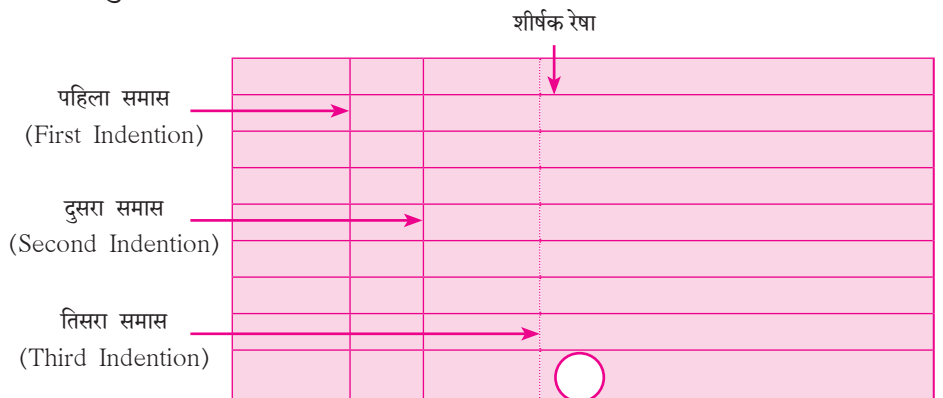 शीर्षक रेषा
पहिला समास
(First Indention)
दुसरा समास
(Second Indention)
तिसरा समास
(Third Indention)